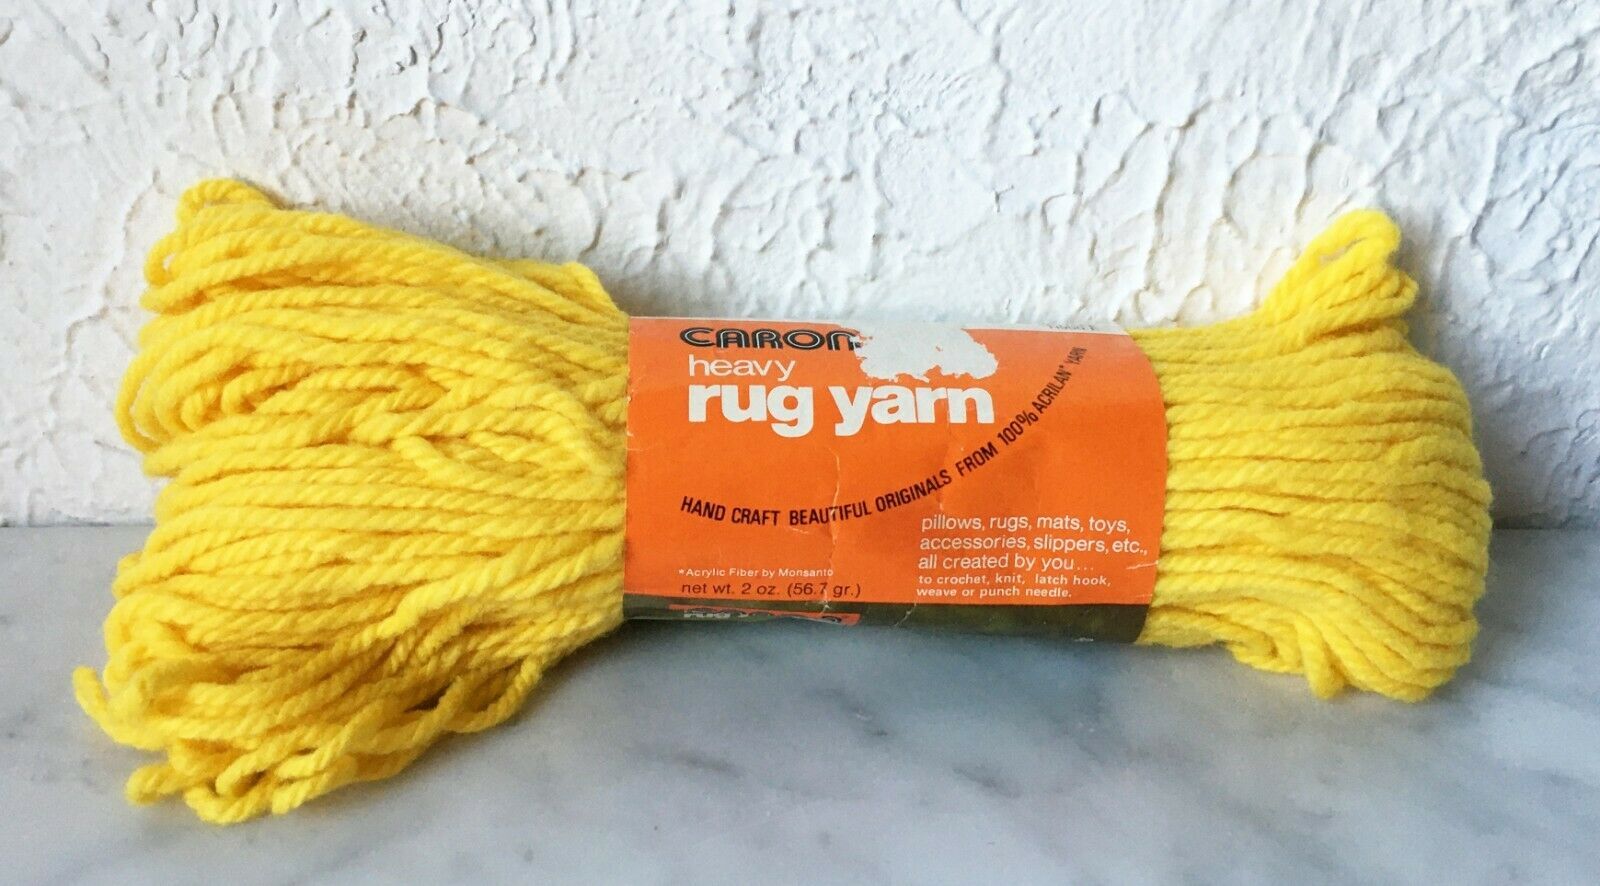 CARON
heavy
rug yarn
HAND CRAFT BEAUTIFUL ORIGINALS FROM 100% ACRILAN* YARN
pillows, rugs, mats, toys,
accessories, slippers, etc.,
all created by you...
to crochet, knit, latch hook,
weave or punch needle.
*Acrylic Fiber by Monsanto
net wt. 2 oz. (56.7 gr.)